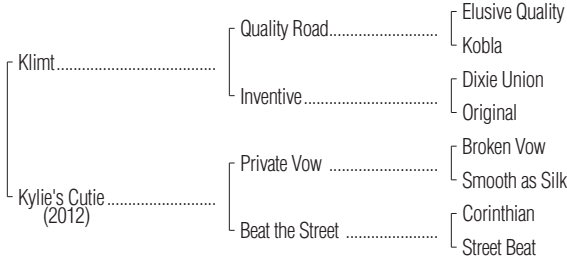 Elusive Quality
Quality Road
Kobla
Klimt
Dixie Union
Inventive
Original
Broken Vow
Private Vow
Smooth as Silk
Kylie's Cutie
(2012)
Corinthian
Beat the Street
Street Beat